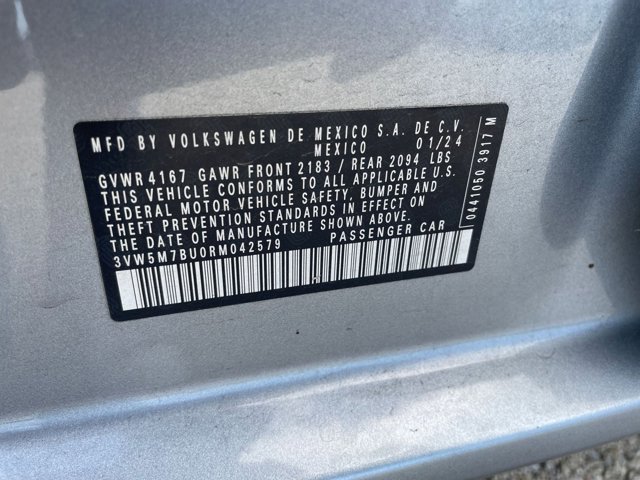 MFD BY VOLKSWAGEN DE MEXICO S.A. DE C.V.
MEXICO 01/24
GVWR 4167 GAWR FRONT 2183 / REAR 2094 LBS
THIS VEHICLE CONFORMS TO ALL APPLICABLE U.S.
FEDERAL MOTOR VEHICLE SAFETY, BUMPER AND
THEFT PREVENTION STANDARDS IN EFFECT ON
THE DATE OF MANUFACTURE SHOWN ABOVE.
3VW5M7BU0RM042579 PASSENGER CAR
0441050 3917 M